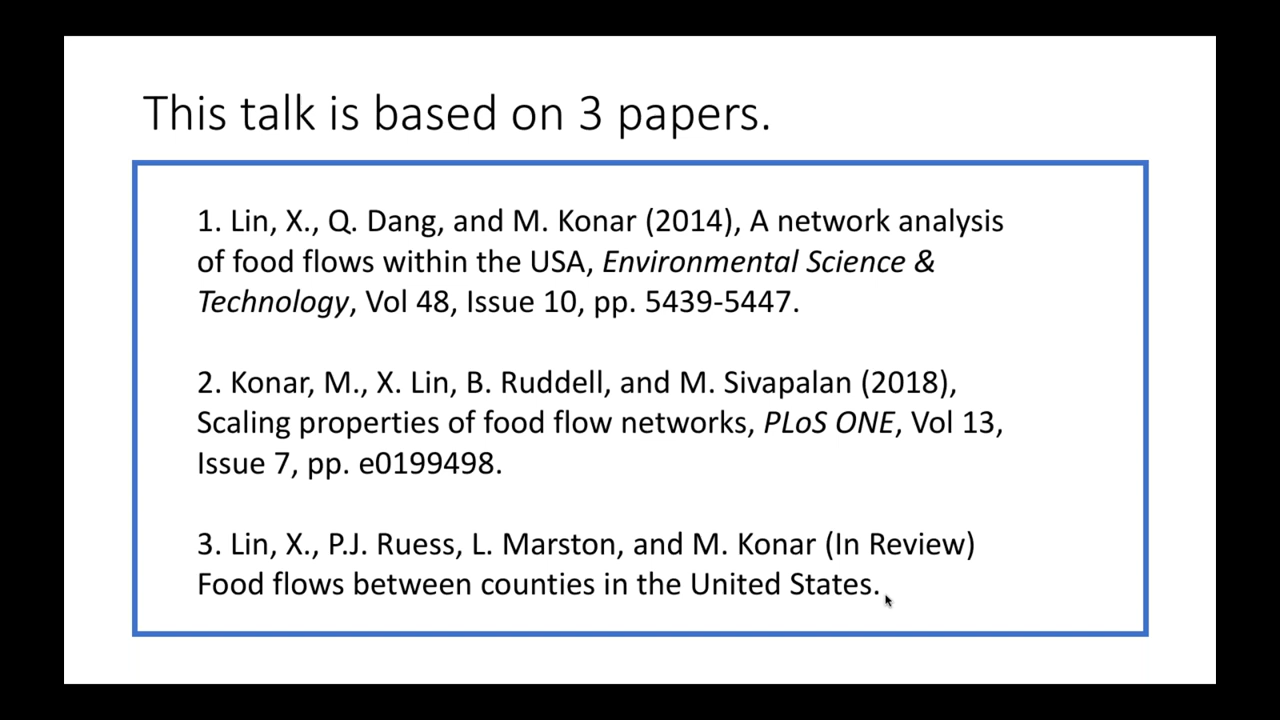 This talk is based on 3 papers.
1. Lin, X., Q. Dang, and M. Konar (2014), A network analysis
of food flows within the USA, Environmental Science &
Technology, Vol 48, Issue 10, pp. 5439-5447.
2. Konar, M., X. Lin, B. Ruddell, and M. Sivapalan (2018),
Scaling properties of food flow networks, PLoS ONE, Vol 13,
Issue 7, pp. e0199498.
3. Lin, X., P.J. Ruess, L. Marston, and M. Konar (In Review)
Food flows between counties in the United States.